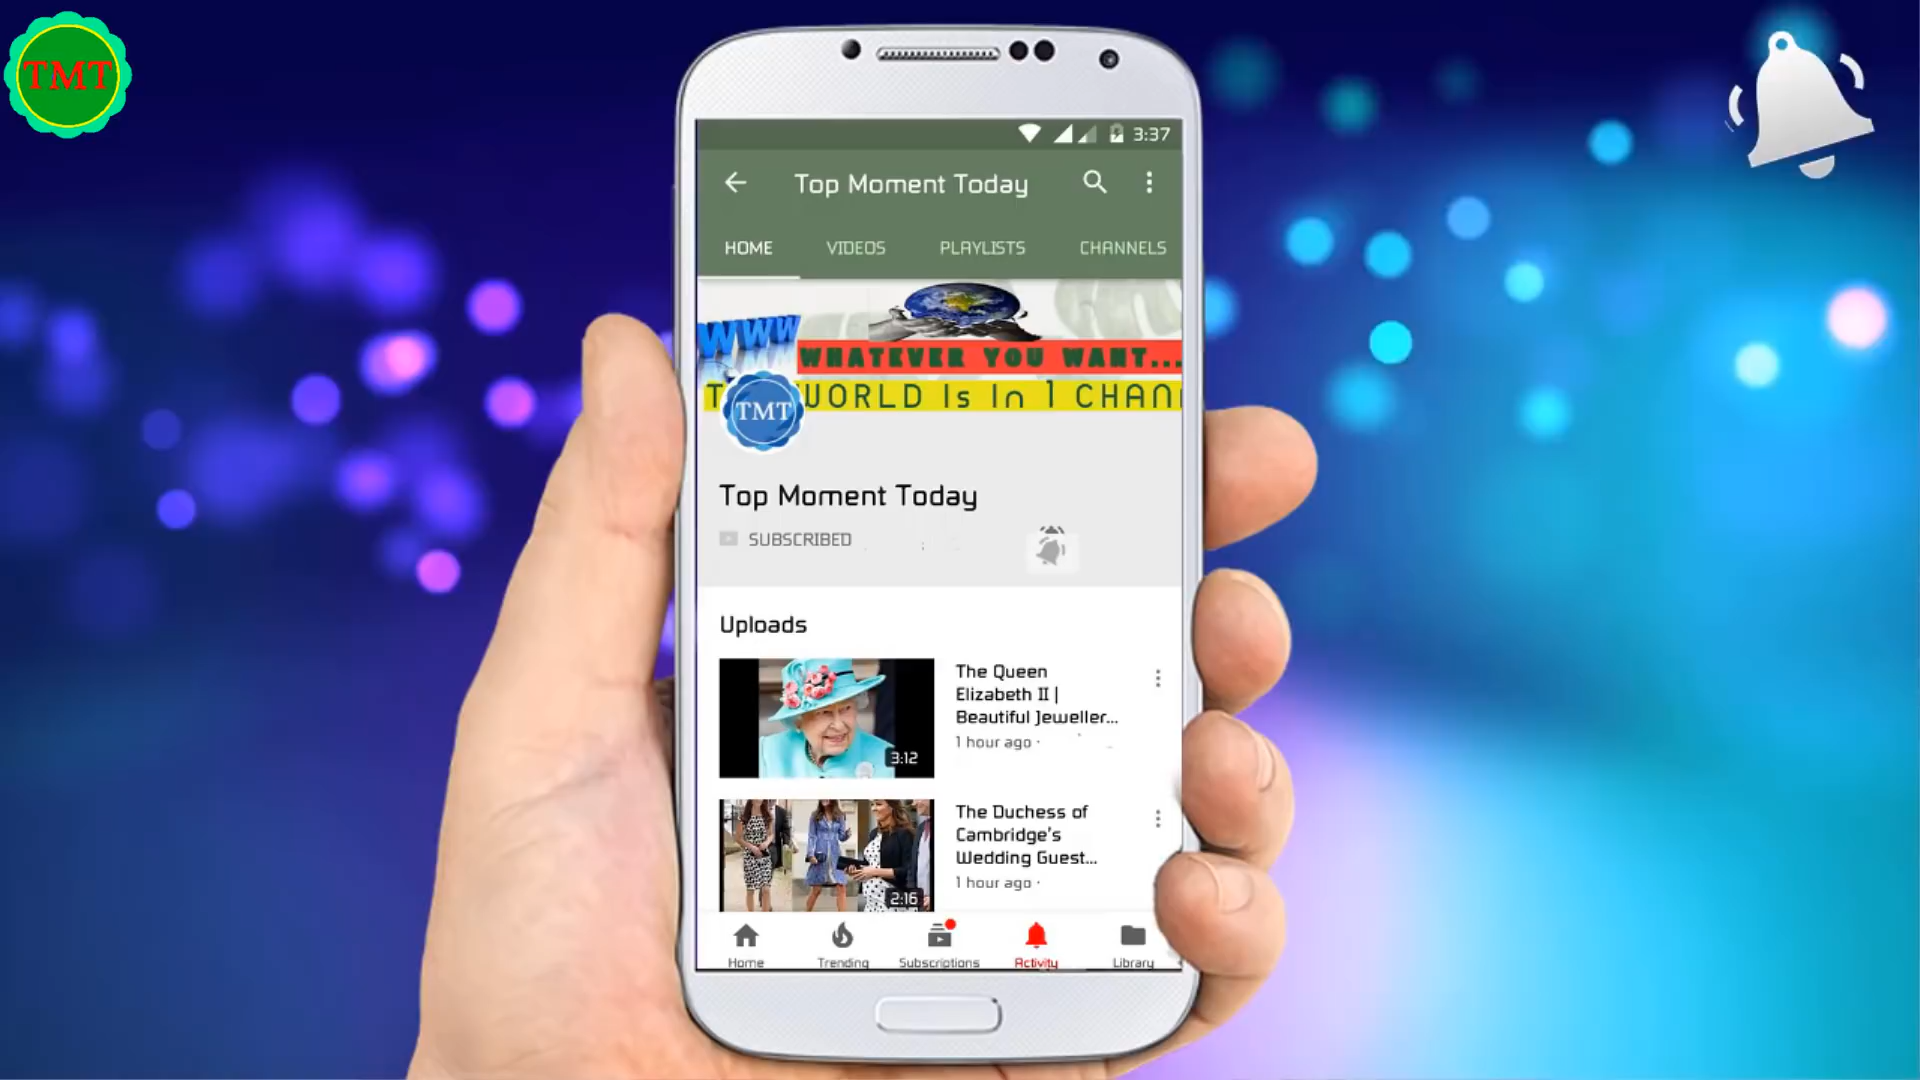 TMT
3:37
Top Moment Today
HOME VIDEOS PLAYLISTS CHANNELS
WWW
WHATEVER YOU WANT...
WORLD Is In 1 CHAN
TMT
Top Moment Today
SUBSCRIBED
Uploads
The Queen
Elizabeth II |
Beautiful Jeweller...
1 hour ago ·
3:12
The Duchess of
Cambridge's
Wedding Guest...
1 hour ago ·
2:16
Home Trending Subscriptions Activity Library